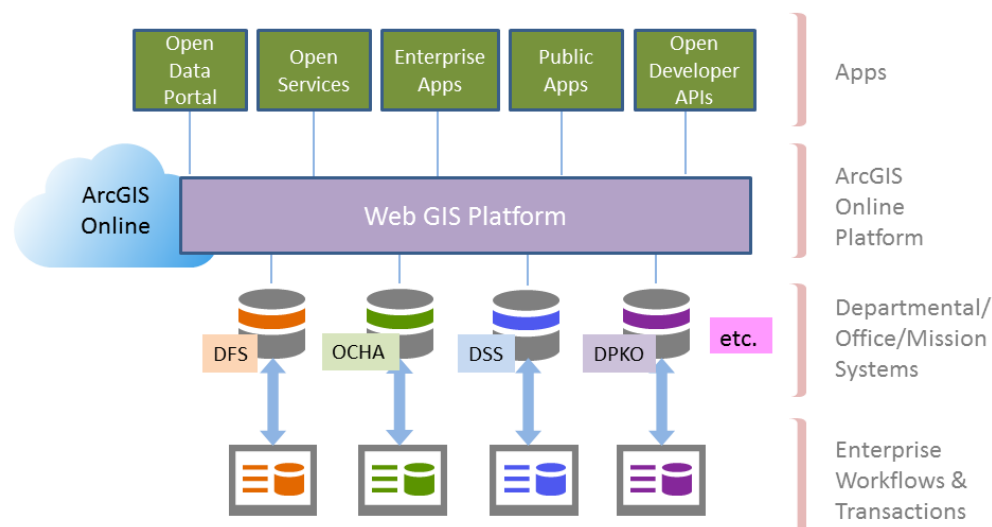 Open
Data
Portal
Open
Services
Enterprise
Apps
Public
Apps
Open
Developer
APIs
Apps
ArcGIS
Online
Web GIS Platform
ArcGIS
Online
Platform
DFS
OCHA
DSS
DPKO
etc.
Departmental/
Office/Mission
Systems
Enterprise
Workflows &
Transactions